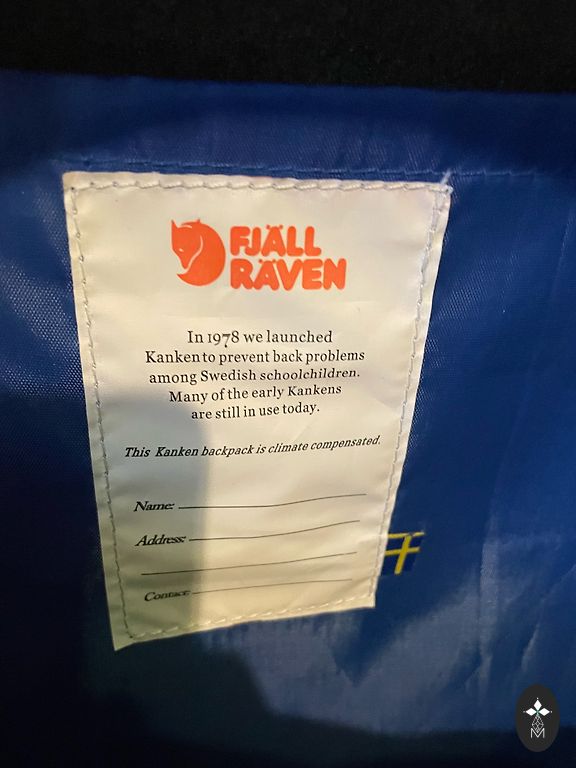 FJÄLL
RÄVEN
In 1978 we launched
Kanken to prevent back problems
among Swedish schoolchildren.
Many of the early Kankens
are still in use today.
This Kanken backpack is climate compensated.
Name:
Address:
Contact:
M